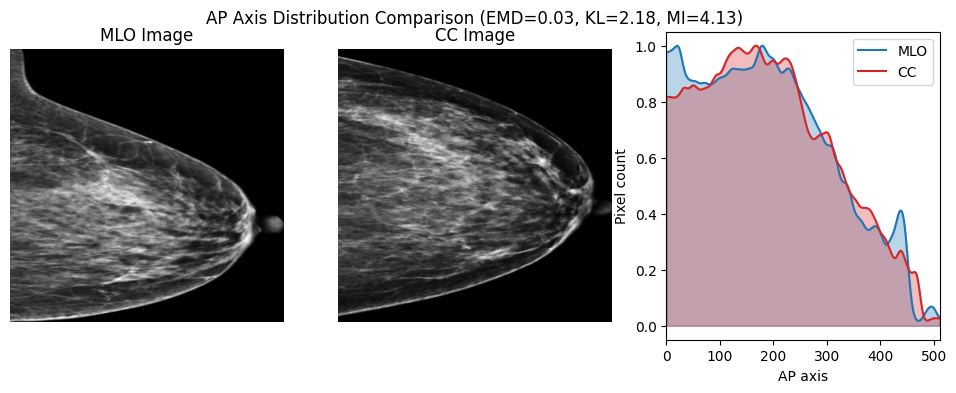 AP Axis Distribution Comparison (EMD=0.03, KL=2.18, MI=4.13)
MLO Image
CC Image
MLO
CC
Pixel count
1.0
0.8
0.6
0.4
0.2
0.0
0 100 200 300 400 500
AP axis